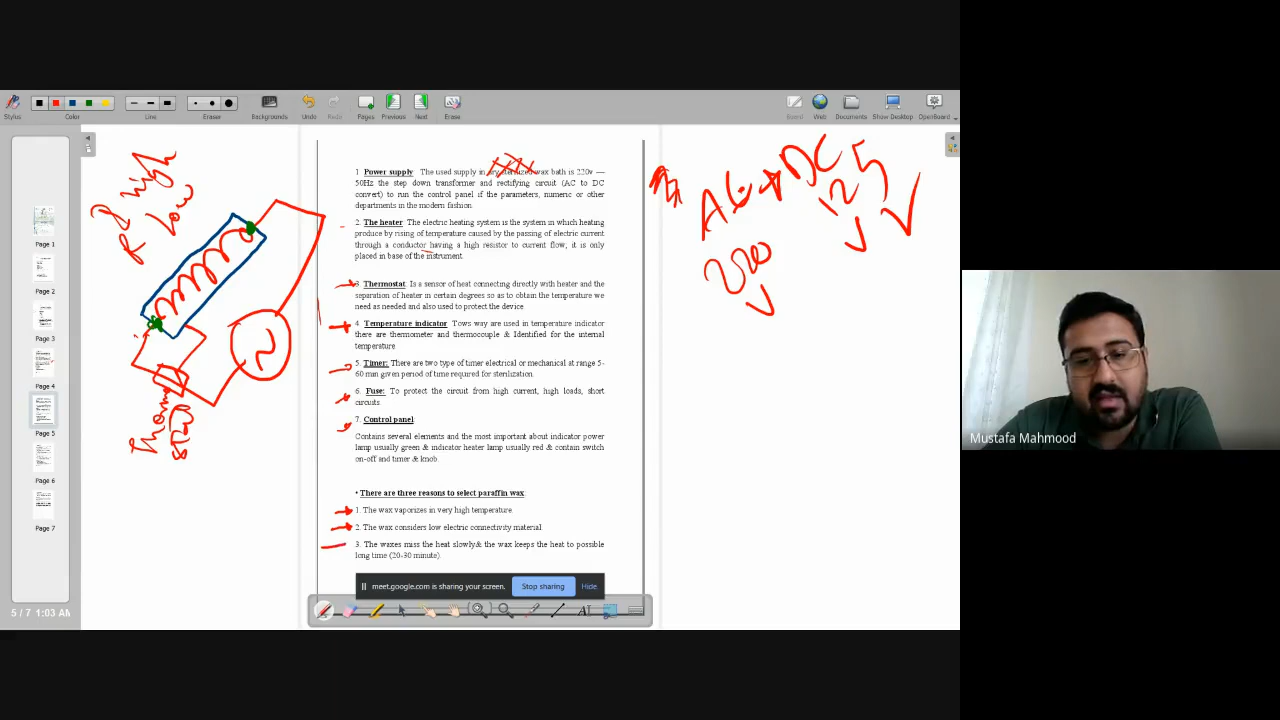 Stylus
Color
Line
Eraser
Backgrounds
Undo
Redo
Pages
Previous
Next
Erase
Board
Web
Documents
Show Desktop
OpenBoard
Page 1
Page 2
Page 3
Page 4
Page 5
Page 6
Page 7
5 / 7 1:03 AM
R high
R low
Thermo
stat
1 Power supply The used supply in dry sterilized wax bath is 220v —
50Hz the step down transformer and rectifying circuit (AC to DC
convert) to run the control panel if the parameters, numeric or other
departments in the modern fashion.
2. The heater The electric heating system is the system in which heating
produce by rising of temperature caused by the passing of electric current
through a conductor having a high resistor to current flow; it is only
placed in base of the instrument.
3. Thermostat: Is a sensor of heat connecting directly with heater and the
separation of heater in certain degrees so as to obtain the temperature we
need as needed and also used to protect the device
4. Temperature indicator Tows way are used in temperature indicator
there are thermometer and thermocouple & Identified for the internal
temperature
5. Timer: There are two type of timer electrical or mechanical at range 5-
60 min given period of time required for sterilization.
6. Fuse: To protect the circuit from high current, high loads, short
circuits.
7. Control panel:
Contains several elements and the most important about indicator power
lamp usually green & indicator heater lamp usually red & contain switch
on-off and timer & knob.
• There are three reasons to select paraffin wax
1. The wax vaporizes in very high temperature.
2. The wax considers low electric connectivity material.
3. The waxes miss the heat slowly& the wax keeps the heat to possible
long time (20-30 minute).
meet.google.com is sharing your screen.
Stop sharing
Hide
AC → DC
12 5
220
Mustafa Mahmood